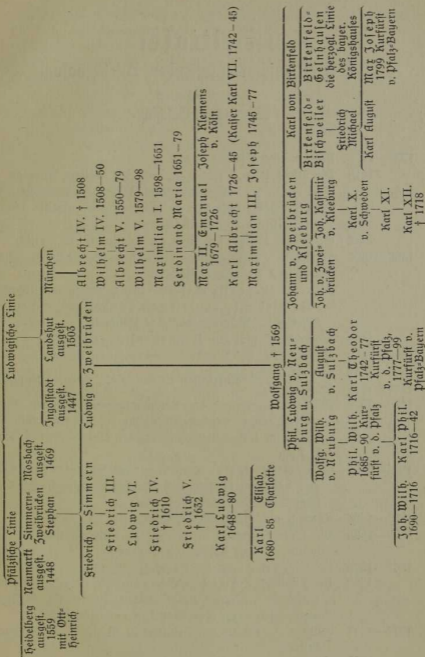 Pfälzische Linie
Ludwigische Linie
Heidelberg
ausgest.
1559
mit Ott-
Heinrich
Neumarkt
ausgest.
1448
Simmern-
Zweibrücken
Stephan
Mosbach
ausgest.
1469
Ingolstadt
ausgest.
1447
Landshut
ausgest.
1503
München
Friedrich v. Simmern
Friedrich III.
Ludwig VI.
Friedrich IV.
† 1610
Friedrich V.
† 1632
Karl Ludwig
1648–80
Karl
1680–85
Elisab.
Charlotte
Ludwig v. Zweibrücken
Wolfgang † 1569
Albrecht IV. † 1508
Wilhelm IV. 1508–50
Albrecht V. 1550–79
Wilhelm V. 1579–98
Maximilian I. 1598–1651
Ferdinand Maria 1651–79
Max II. Emanuel
1679–1726
Joseph Klemens
v. Köln
Karl Albrecht 1726–45 (Kaiser Karl VII. 1742–45)
Maximilian III. Joseph 1745–77
Phil. Ludwig v. Neu-
burg u. Sulzbach
Wolfg. Wilh.
v. Neuburg
August
v. Sulzbach
Phil. Wilh.
1685–90 Kur-
fürst v. d. Pfalz
Karl Theodor
1742–77
Kurfürst
v. d. Pfalz,
1777–99
Kurfürst v.
Pfalz-Bayern
Joh. Wilh.
1690–1716
Karl Phil.
1716–42
Johann v. Zweibrücken
und Kleeburg
Joh. v. Zwei-
brücken
Joh. Kasimir
v. Kleeburg
Karl X.
v. Schweden
Karl XI.
Karl XII.
† 1718
Karl von Birkenfeld
Birkenfeld-
Bischweiler
Birkenfeld-
Gelnhausen
die herzogl. Linie
des bayer.
Königshauses
Friedrich
Michael
Karl August
Max Joseph
1799 Kurfürst
v. Pfalz-Bayern